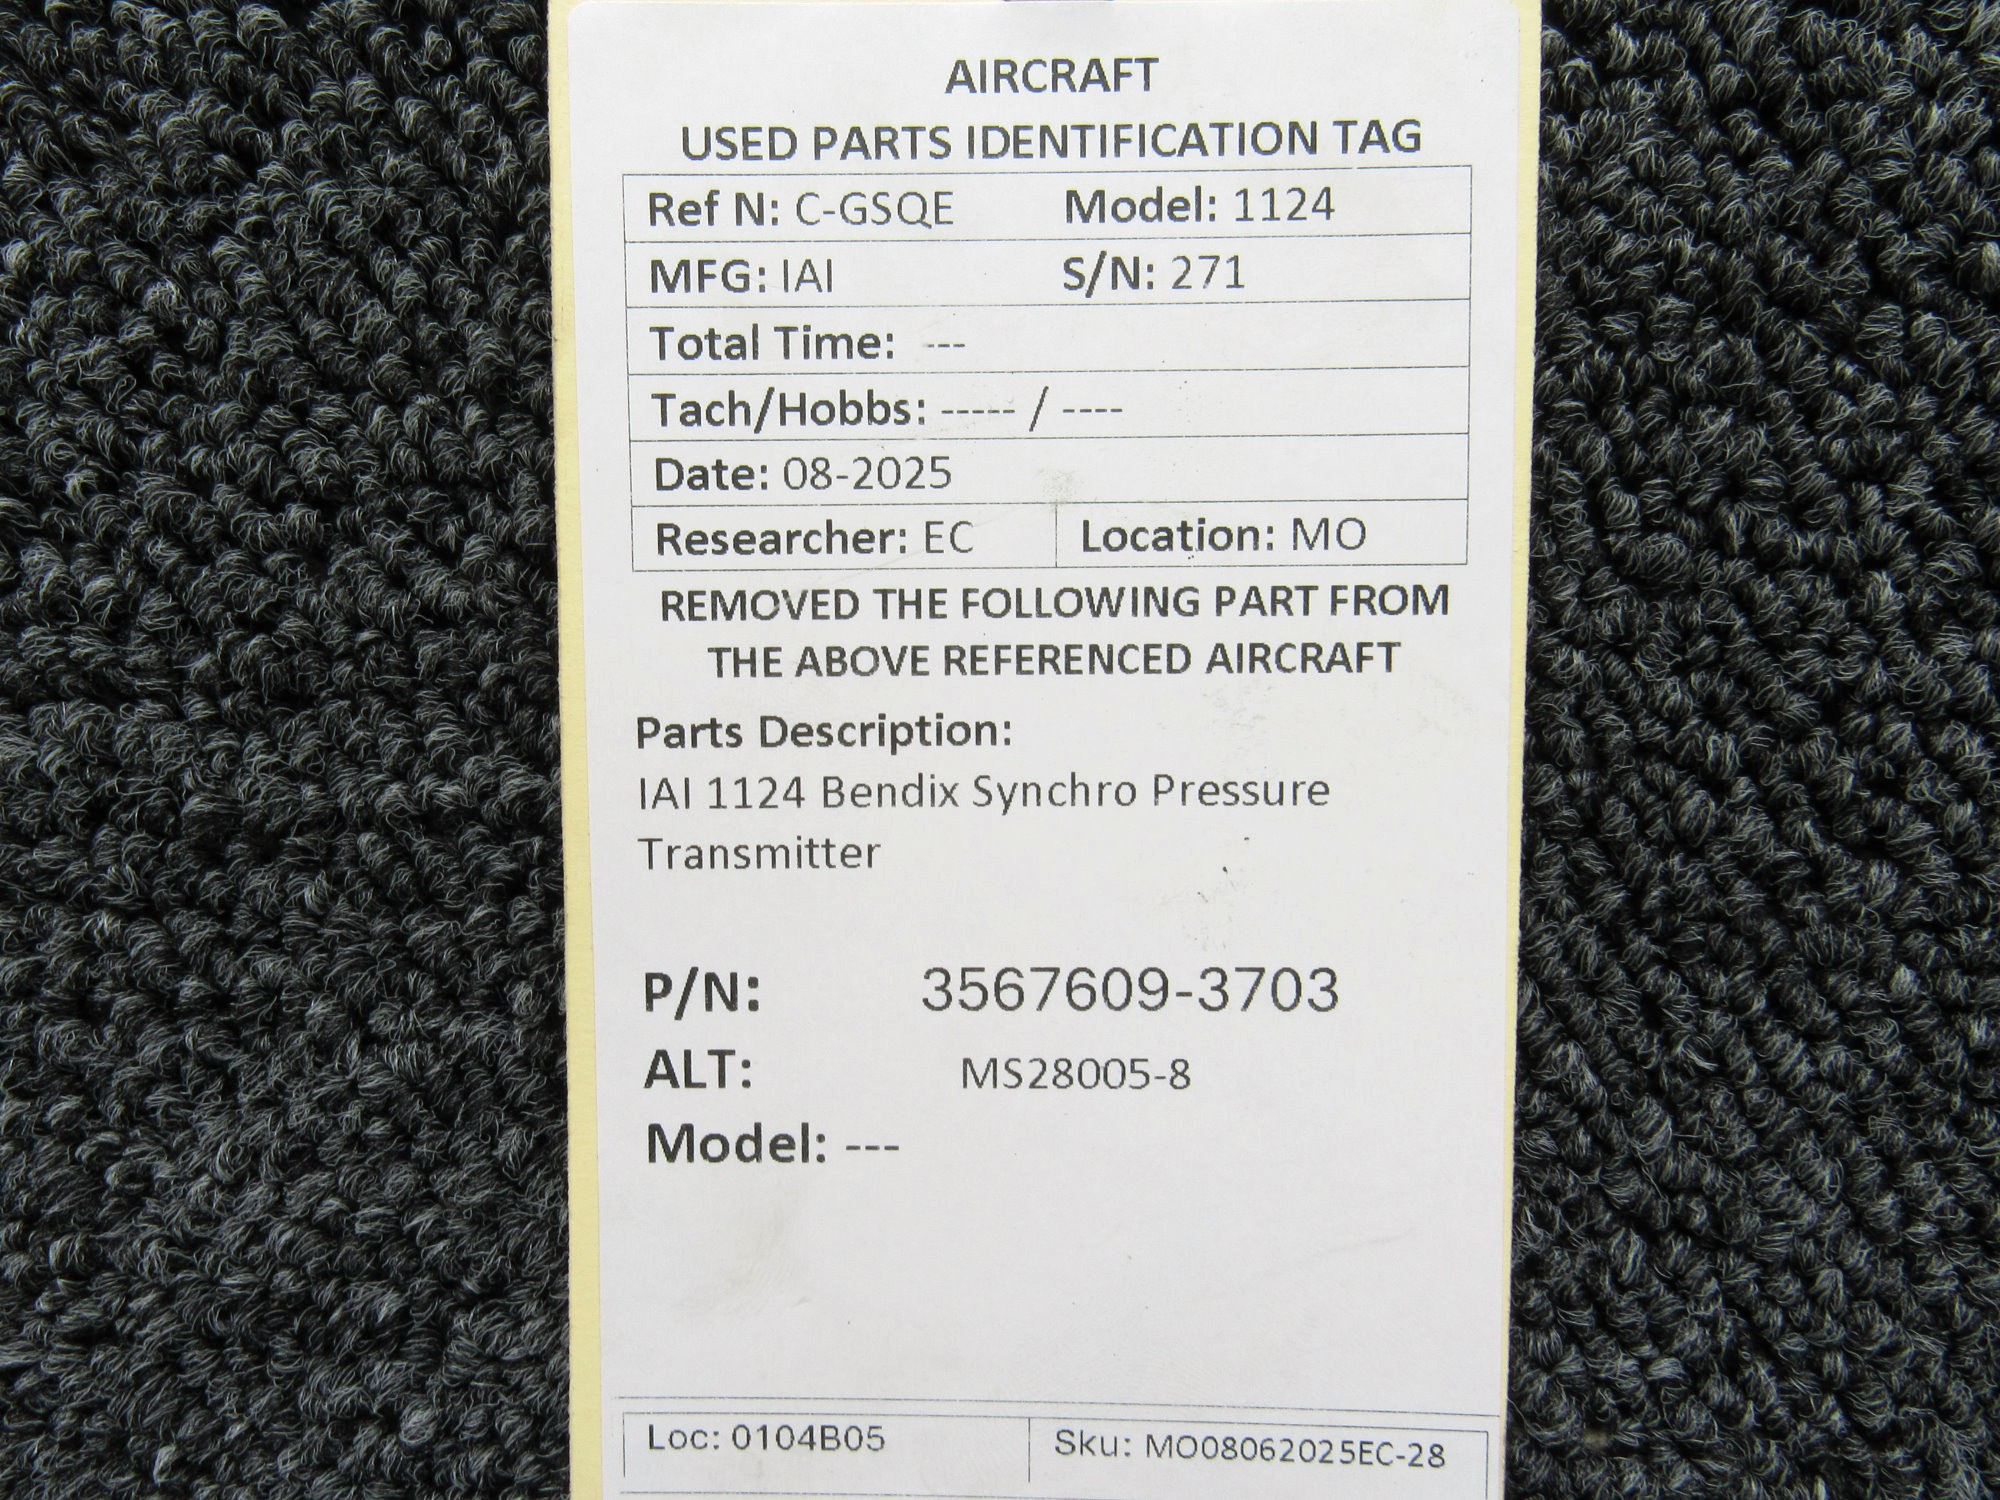 AIRCRAFT
USED PARTS IDENTIFICATION TAG
Ref N: C-GSQE Model: 1124
MFG: IAI S/N: 271
Total Time: ---
Tach/Hobbs: ----- / ----
Date: 08-2025
Researcher: EC Location: MO
REMOVED THE FOLLOWING PART FROM
THE ABOVE REFERENCED AIRCRAFT
Parts Description:
IAI 1124 Bendix Synchro Pressure
Transmitter
P/N: 3567609-3703
ALT: MS28005-8
Model: ---
Loc: 0104B05 Sku: MO08062025EC-28